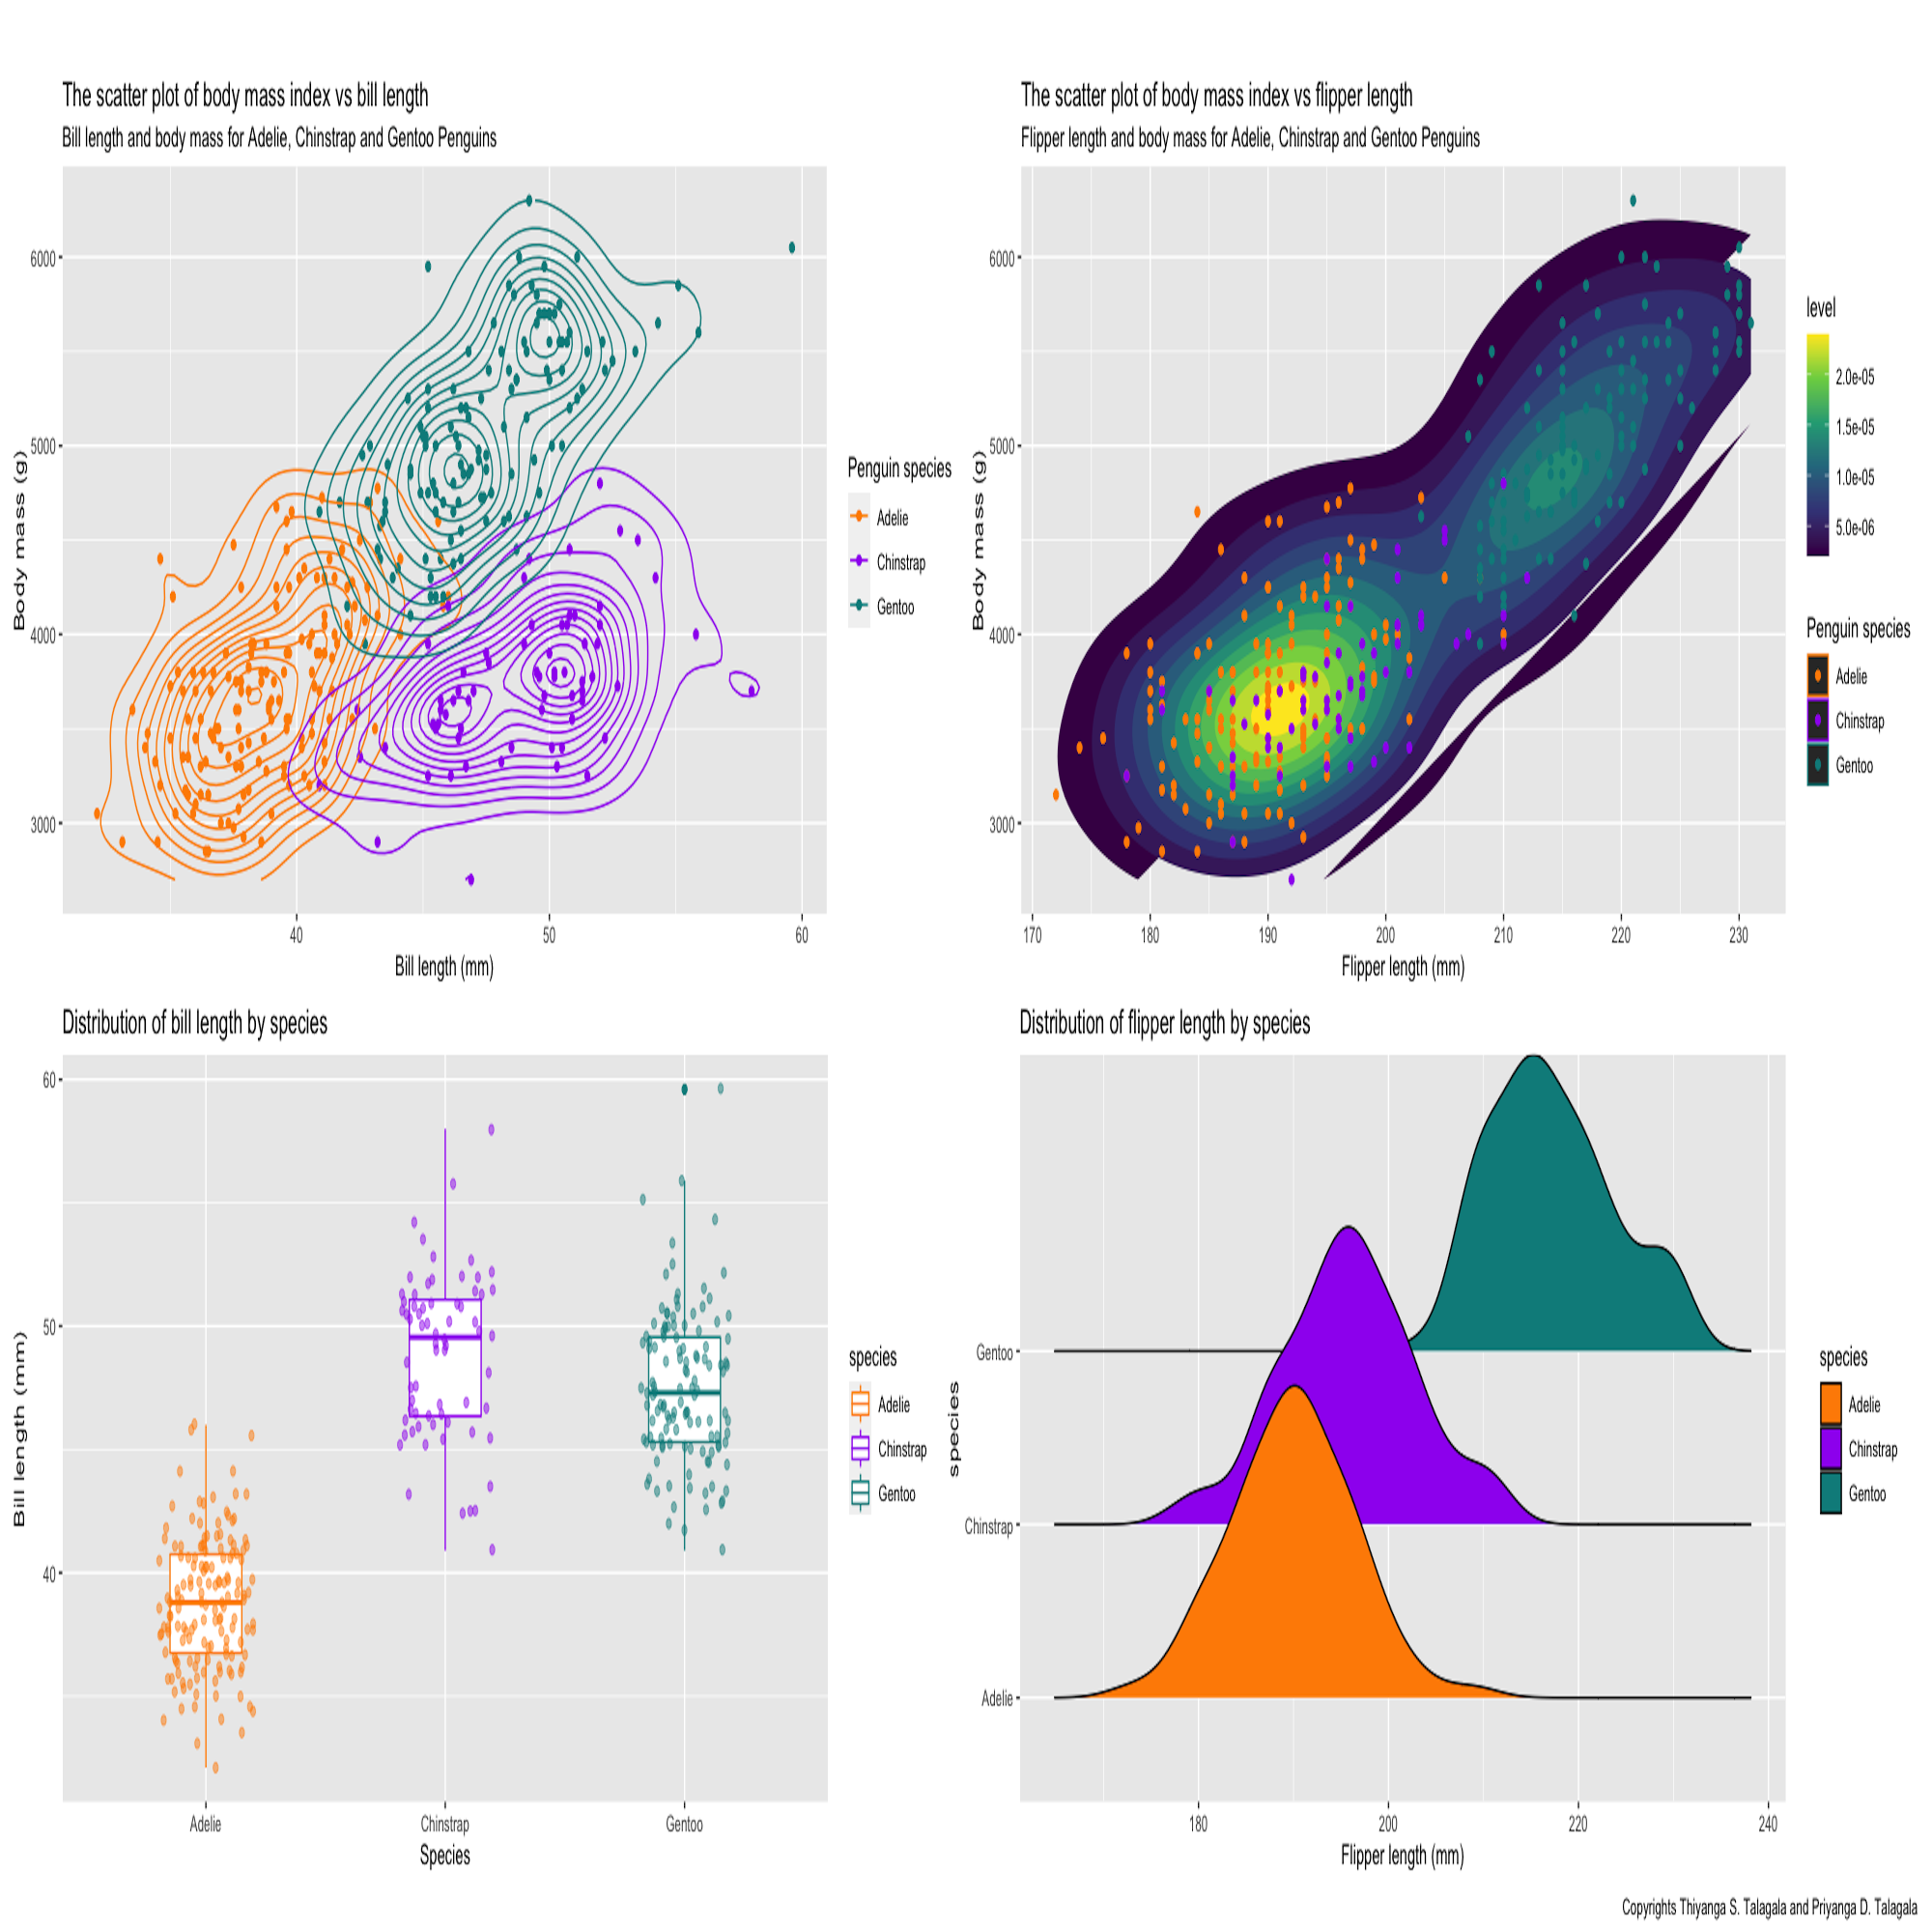 The scatter plot of body mass index vs bill length
Bill length and body mass for Adelie, Chinstrap and Gentoo Penguins
6000
5000
4000
3000
Body mass (g)
40 50 60
Bill length (mm)
Penguin species
Adelie
Chinstrap
Gentoo
The scatter plot of body mass index vs flipper length
Flipper length and body mass for Adelie, Chinstrap and Gentoo Penguins
6000
5000
4000
3000
Body mass (g)
170 180 190 200 210 220 230
Flipper length (mm)
level
2.0e-05
1.5e-05
1.0e-05
5.0e-06
Penguin species
Adelie
Chinstrap
Gentoo
Distribution of bill length by species
60
50
40
Bill length (mm)
Adelie Chinstrap Gentoo
Species
species
Adelie
Chinstrap
Gentoo
Distribution of flipper length by species
Gentoo
Chinstrap
Adelie
species
180 200 220 240
Flipper length (mm)
species
Adelie
Chinstrap
Gentoo
Copyrights Thiyanga S. Talagala and Priyanga D. Talagala